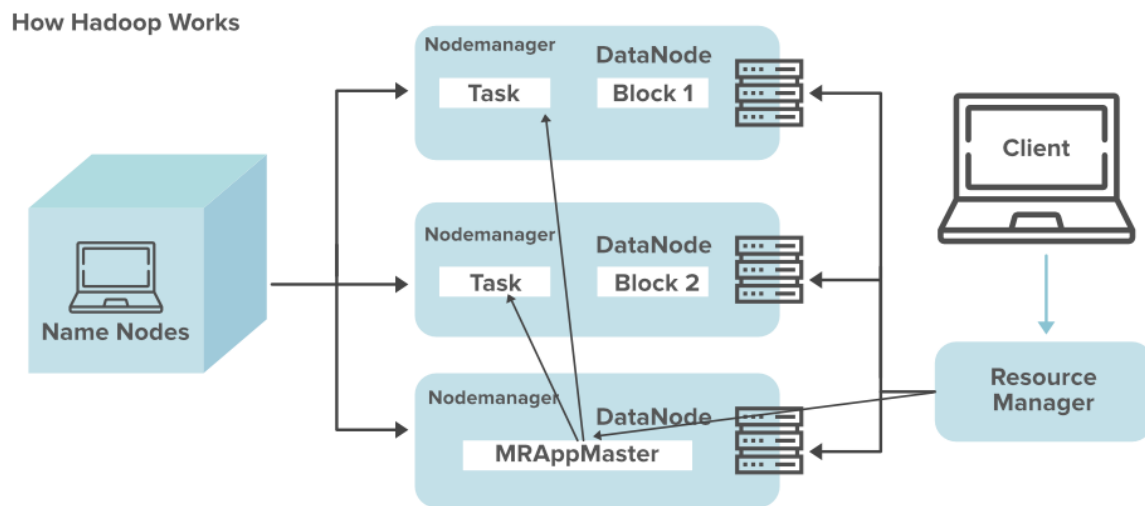 How Hadoop Works
Nodemanager
DataNode
Task
Block 1
Nodemanager
DataNode
Task
Block 2
Nodemanager
DataNode
MRAppMaster
Name Nodes
Client
Resource
Manager